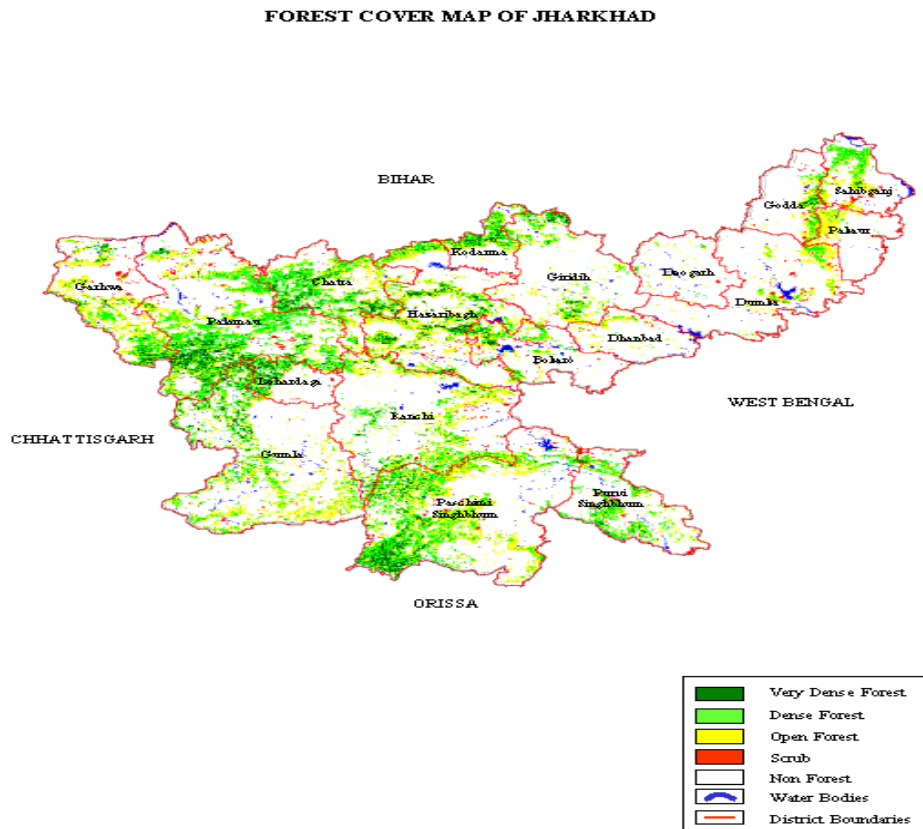 FOREST COVER MAP OF JHARKHAD
BIHAR
Sahibganj
Godda
Pakaur
Kodarma
Garhwa
Chatra
Giridih
Deogarh
Dumka
Palamau
Hazaribagh
Dhanbad
Bokaro
Lohardaga
WEST BENGAL
Ranchi
CHHATTISGARH
Gumla
Paschimi
Singhbhum
Purvi
Singhbhum
ORISSA
Very Dense Forest
Dense Forest
Open Forest
Scrub
Non Forest
Water Bodies
District Boundaries